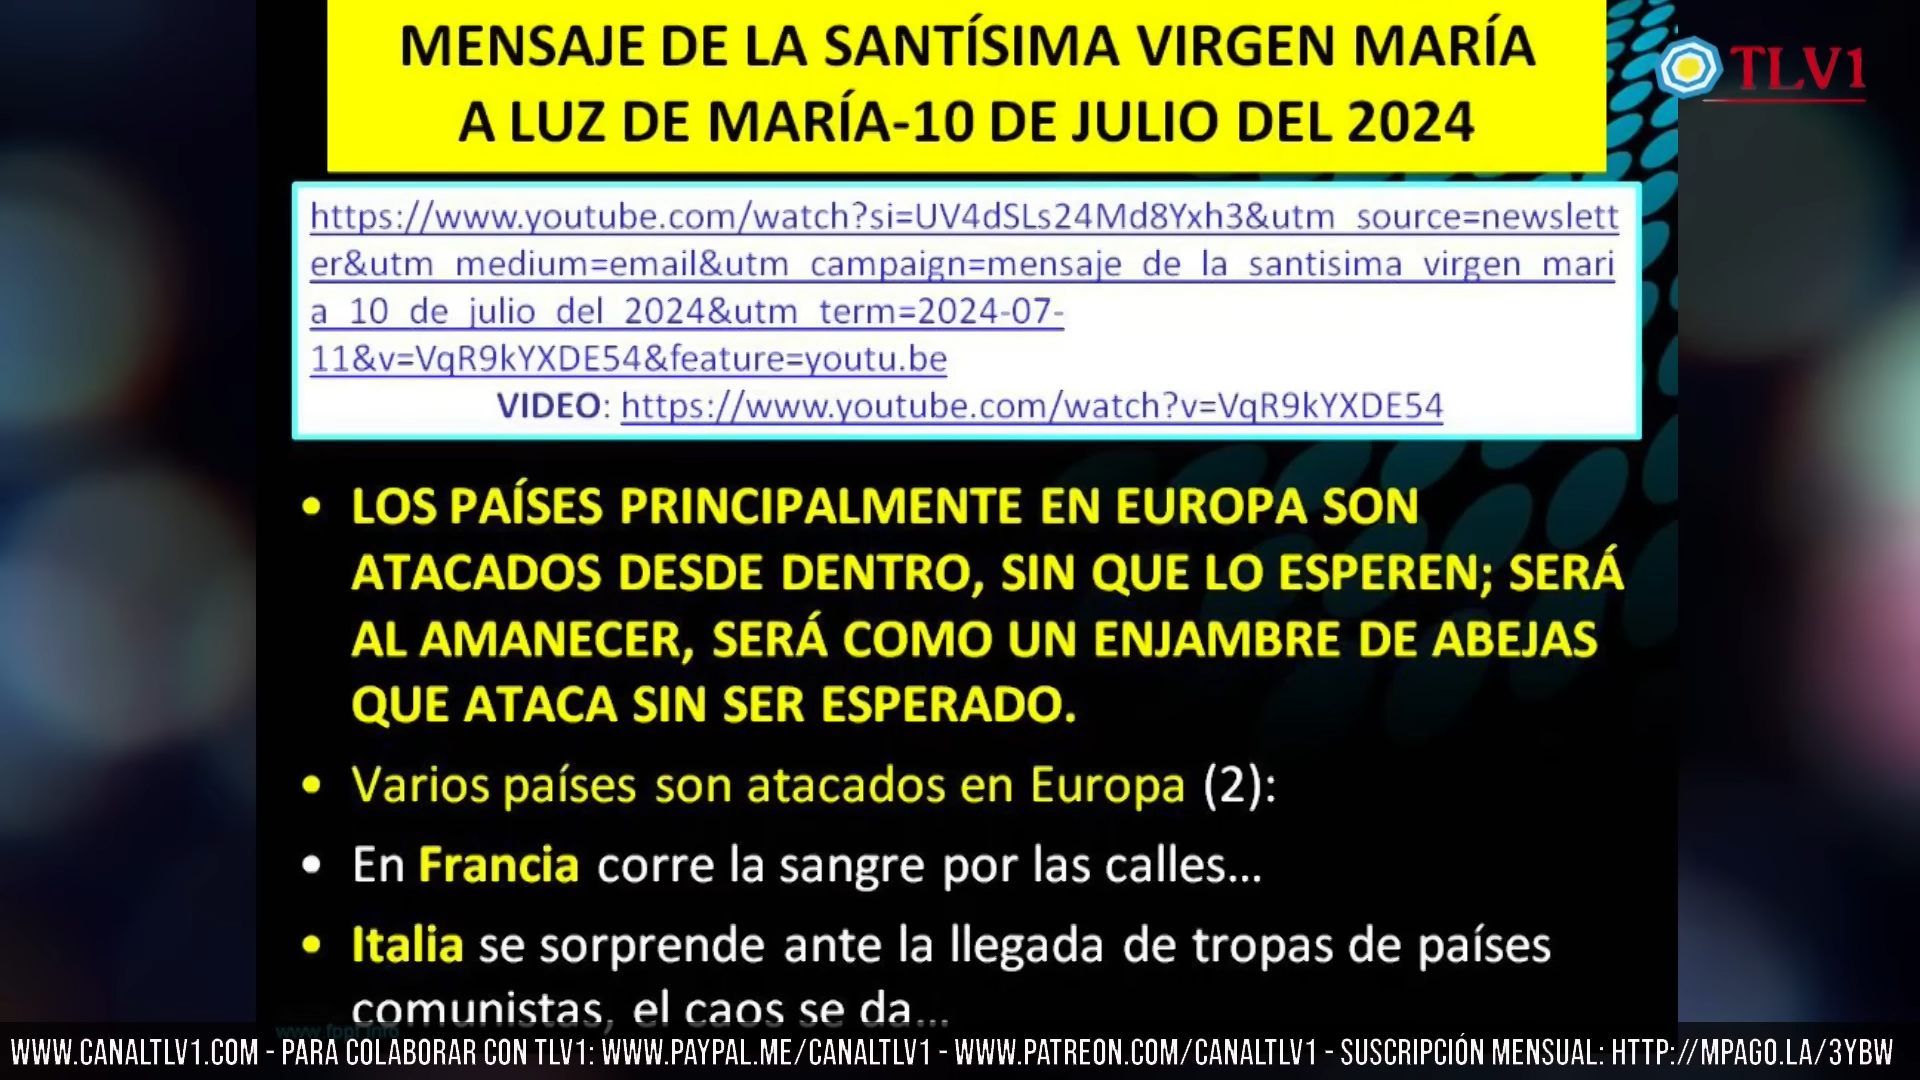 MENSAJE DE LA SANTÍSIMA VIRGEN MARÍA
A LUZ DE MARÍA-10 DE JULIO DEL 2024
TLV1
https://www.youtube.com/watch?si=UV4dSLs24Md8Yxh3&utm_source=newslett
er&utm_medium=email&utm_campaign=mensaje_de_la_santisima_virgen_mari
a_10_de_julio_del_2024&utm_term=2024-07-
11&v=VqR9kYXDE54&feature=youtu.be
VIDEO: https://www.youtube.com/watch?v=VqR9kYXDE54
• LOS PAÍSES PRINCIPALMENTE EN EUROPA SON
ATACADOS DESDE DENTRO, SIN QUE LO ESPEREN; SERÁ
AL AMANECER, SERÁ COMO UN ENJAMBRE DE ABEJAS
QUE ATACA SIN SER ESPERADO.
• Varios países son atacados en Europa (2):
• En Francia corre la sangre por las calles...
• Italia se sorprende ante la llegada de tropas de países
comunistas, el caos se da...
www.fppi.info
WWW.CANALTLV1.COM - PARA COLABORAR CON TLV1: WWW.PAYPAL.ME/CANALTLV1 - WWW.PATREON.COM/CANALTLV1 - SUSCRIPCIÓN MENSUAL: HTTP://MPAGO.LA/3YBW